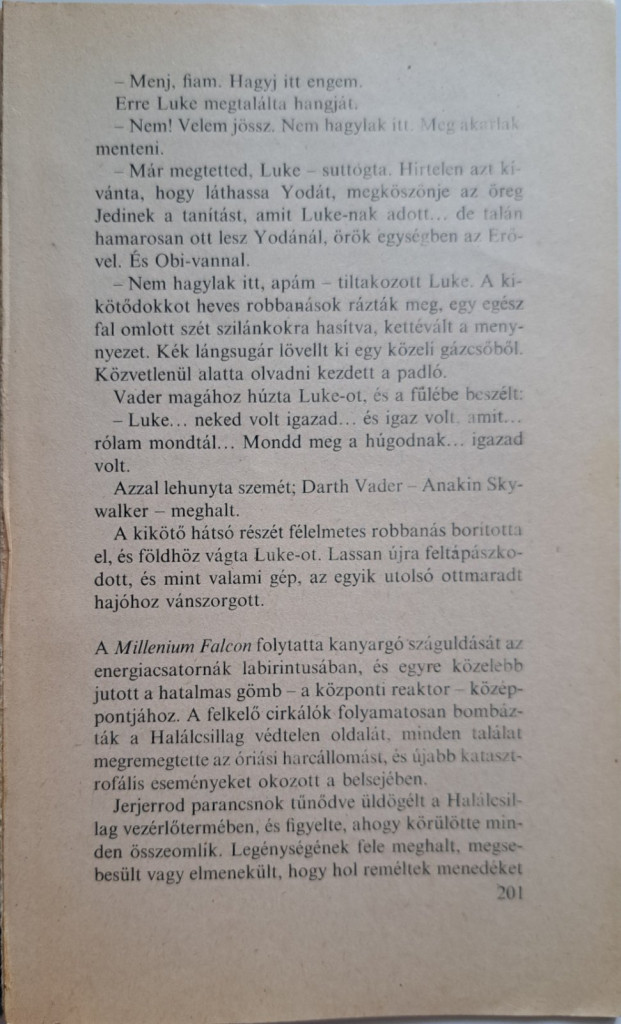 – Menj, fiam. Hagyj itt engem.
Erre Luke megtalálta hangját.
– Nem! Velem jössz. Nem hagylak itt. Meg akarlak
menteni.
– Már megtetted, Luke – suttogta. Hirtelen azt kí-
vánta, hogy láthassa Yodát, megköszönje az öreg
Jedinek a tanítást, amit Luke-nak adott... de talán
hamarosan ott lesz Yodánál, örök egységben az Erő-
vel. És Obi-vannal.
– Nem hagylak itt, apám – tiltakozott Luke. A ki-
kötődokkot heves robbanások rázták meg, egy egész
fal omlott szét szilánkokra hasítva, kettévált a meny-
nyezet. Kék lángsugár lövellt ki egy közeli gázcsőből.
Közvetlenül alatta olvadni kezdett a padló.
Vader magához húzta Luke-ot, és a fülébe beszélt:
– Luke... neked volt igazad... és igaz volt, amit...
rólam mondtál... Mondd meg a húgodnak... igazad
volt.
Azzal lehunyta szemét; Darth Vader – Anakin Sky-
walker – meghalt.
A kikötő hátsó részét félelmetes robbanás borította
el, és földhöz vágta Luke-ot. Lassan újra feltápászko-
dott, és mint valami gép, az egyik utolsó ottmaradt
hajóhoz vánszorgott.
A Millenium Falcon folytatta kanyargó száguldását az
energiacsatornák labirintusában, és egyre közelebb
jutott a hatalmas gömb – a központi reaktor – közép-
pontjához. A felkelő cirkálók folyamatosan bombáz-
ták a Halálcsillag védtelen oldalát, minden találat
megremegtette az óriási harcállomást, és újabb kataszt-
rofális eseményeket okozott a belsejében.
Jerjerrod parancsnok tűnődve üldögélt a Halálcsil-
lag vezérlőtermében, és figyelte, ahogy körülötte min-
den összeomlik. Legénységének fele meghalt, megse-
besült vagy elmenekült, hogy hol reméltek menedéket
201